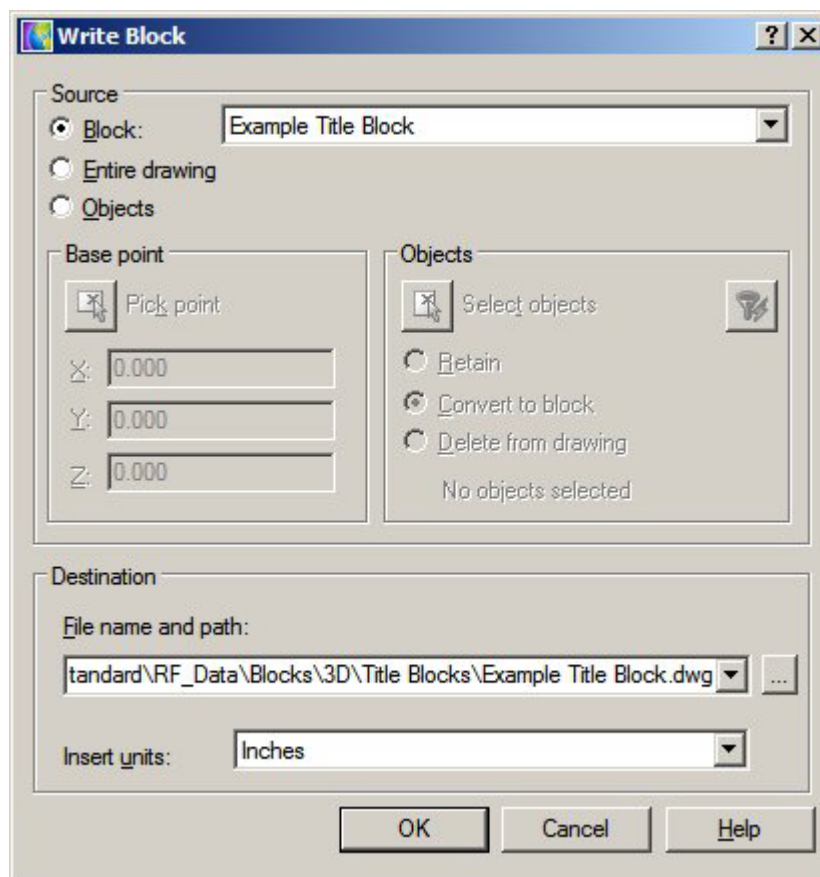 Write Block
Source
Block: Example Title Block
Entire drawing
Objects
Base point
Pick point
X: 0.000
Y: 0.000
Z: 0.000
Objects
Select objects
Retain
Convert to block
Delete from drawing
No objects selected
Destination
File name and path:
tandard\RF_Data\Blocks\3D\Title Blocks\Example Title Block.dwg ...
Insert units: Inches
OK Cancel Help